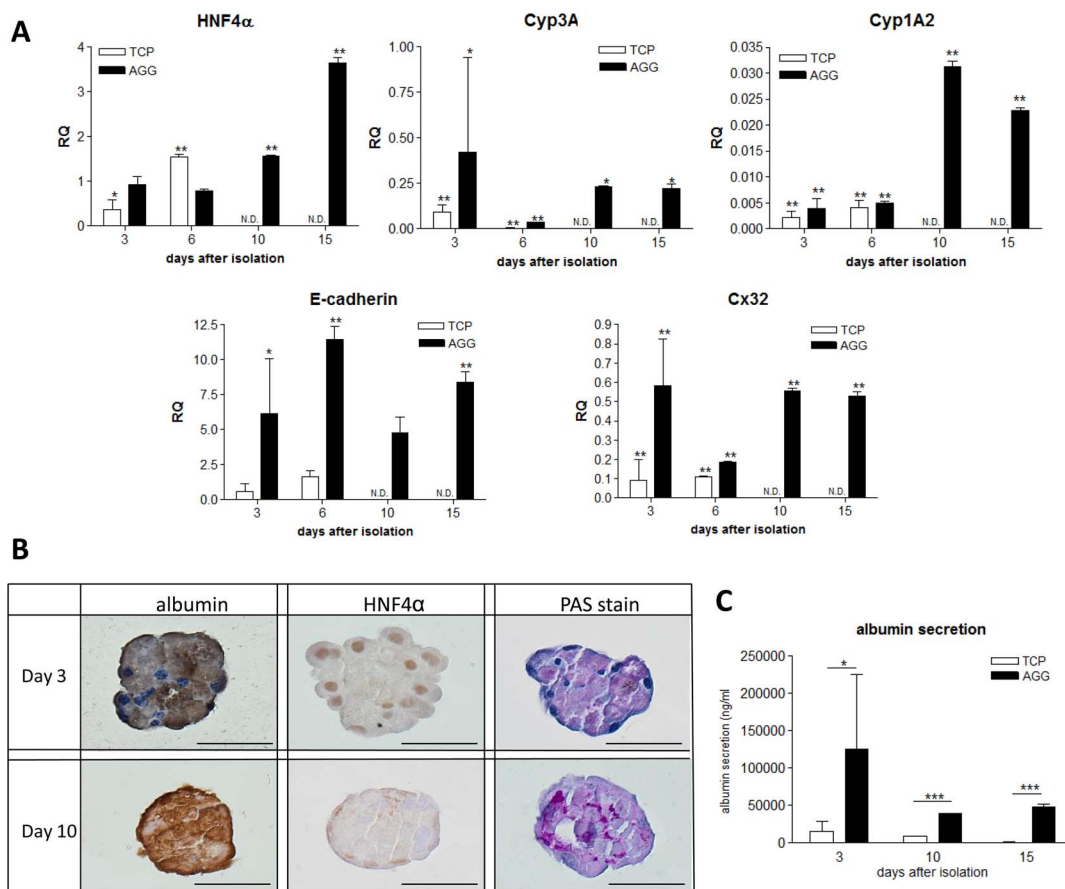 A
HNF4α
TCP
AGG
RQ
4
3
2
1
0
*
**
**
**
N.D.
N.D.
3 6 10 15
days after isolation
Cyp3A
TCP
AGG
RQ
1.00
0.75
0.50
0.25
0.00
**
*
**
**
*
*
N.D.
N.D.
3 6 10 15
days after isolation
Cyp1A2
TCP
AGG
RQ
0.035
0.030
0.025
0.020
0.015
0.010
0.005
0.000
**
**
**
**
**
**
N.D.
N.D.
3 6 10 15
days after isolation
E-cadherin
TCP
AGG
RQ
12.5
10.0
7.5
5.0
2.5
0.0
*
**
**
N.D.
N.D.
3 6 10 15
days after isolation
Cx32
TCP
AGG
RQ
0.9
0.8
0.7
0.6
0.5
0.4
0.3
0.2
0.1
0.0
**
**
**
**
**
**
N.D.
N.D.
3 6 10 15
days after isolation
B
albumin HNF4α PAS stain
Day 3
Day 10
C
albumin secretion
TCP
AGG
albumin secretion (ng/ml)
250000
200000
150000
100000
50000
0
*
***
***
3 10 15
days after isolation